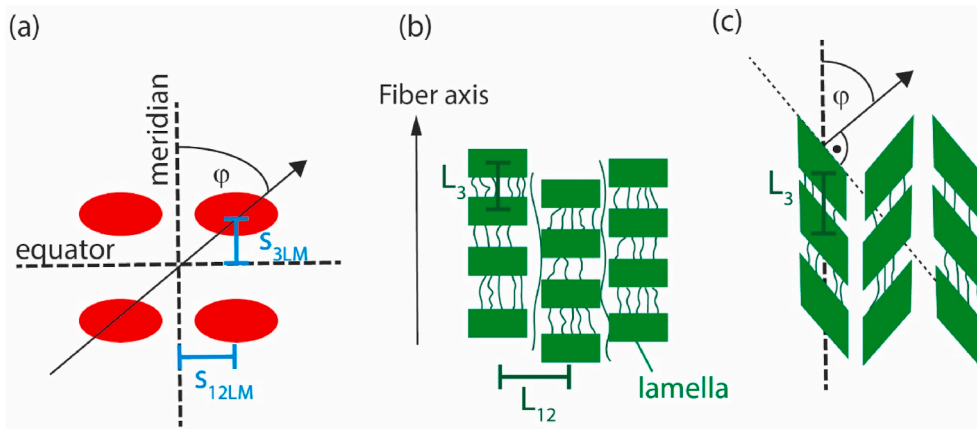 (a)
meridian
φ
equator
s3LM
s12LM
(b)
Fiber axis
L3
L12
lamella
(c)
φ
L3